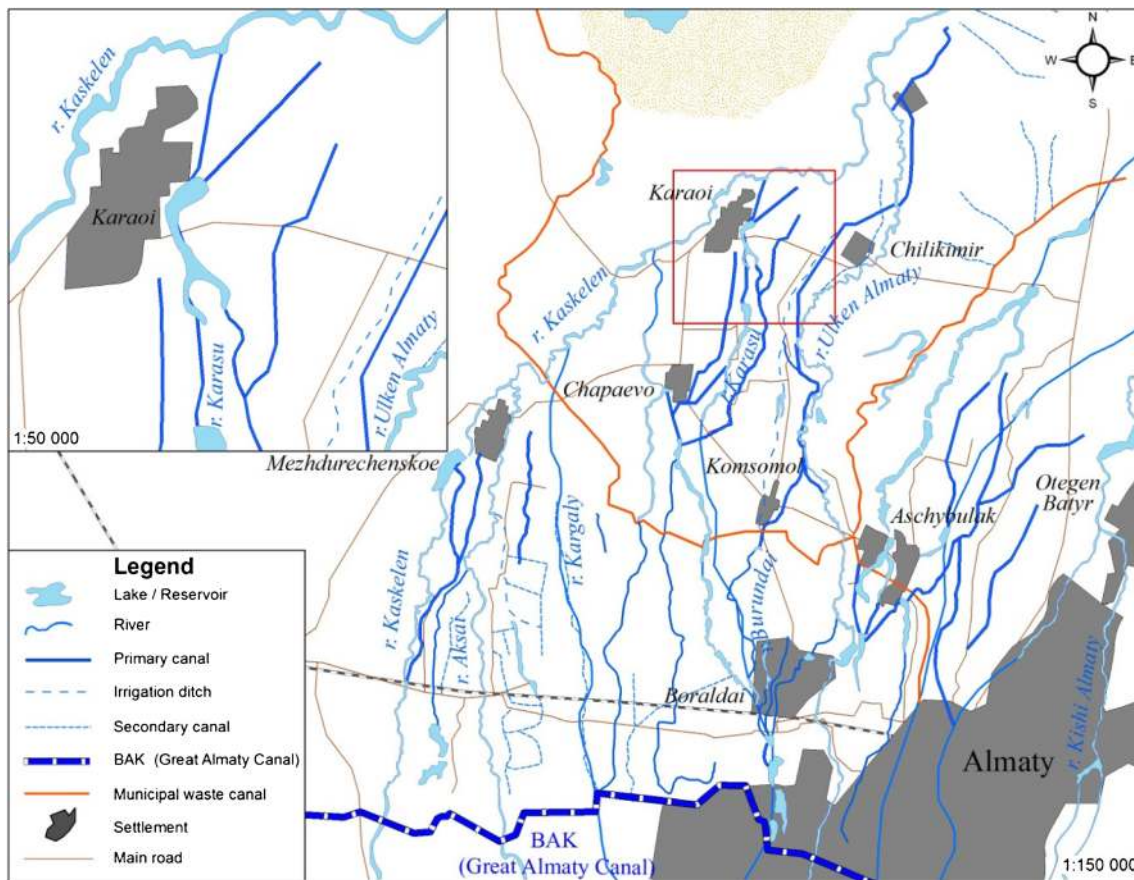 r. Kaskelen
Karaoi
r. Karasu
r. Ulken Almaty
1:50 000
N
W
E
S
Karaoi
Chilikimir
r. Kaskelen
r.Ulken Almaty
r.Karasu
Chapaevo
Mezhdurechenskoe
Komsomol
Otegen
Batyr
Aschybulak
r. Kargaly
r. Kaskelen
r. Aksai
r.Burundai
Boraldai
r. Kishi Almaty
Almaty
BAK
(Great Almaty Canal)
1:150 000
Legend
Lake / Reservoir
River
Primary canal
Irrigation ditch
Secondary canal
BAK (Great Almaty Canal)
Municipal waste canal
Settlement
Main road